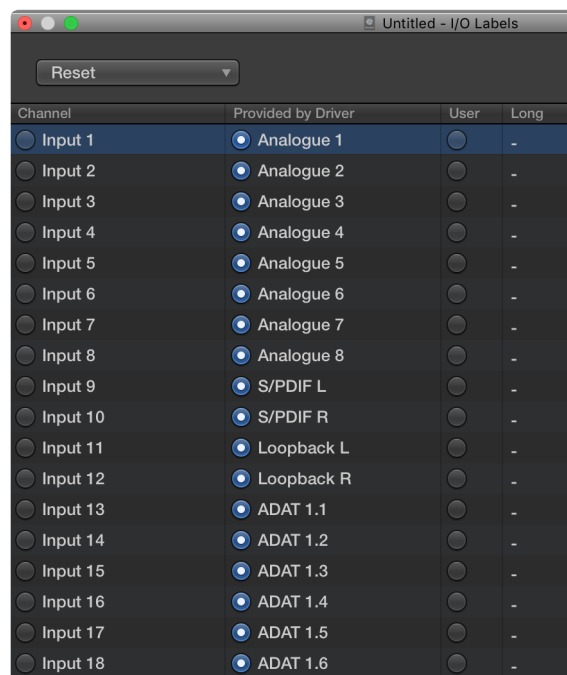 Untitled - I/O Labels
Reset
Channel Provided by Driver User Long
Input 1 Analogue 1 -
Input 2 Analogue 2 -
Input 3 Analogue 3 -
Input 4 Analogue 4 -
Input 5 Analogue 5 -
Input 6 Analogue 6 -
Input 7 Analogue 7 -
Input 8 Analogue 8 -
Input 9 S/PDIF L -
Input 10 S/PDIF R -
Input 11 Loopback L -
Input 12 Loopback R -
Input 13 ADAT 1.1 -
Input 14 ADAT 1.2 -
Input 15 ADAT 1.3 -
Input 16 ADAT 1.4 -
Input 17 ADAT 1.5 -
Input 18 ADAT 1.6 -